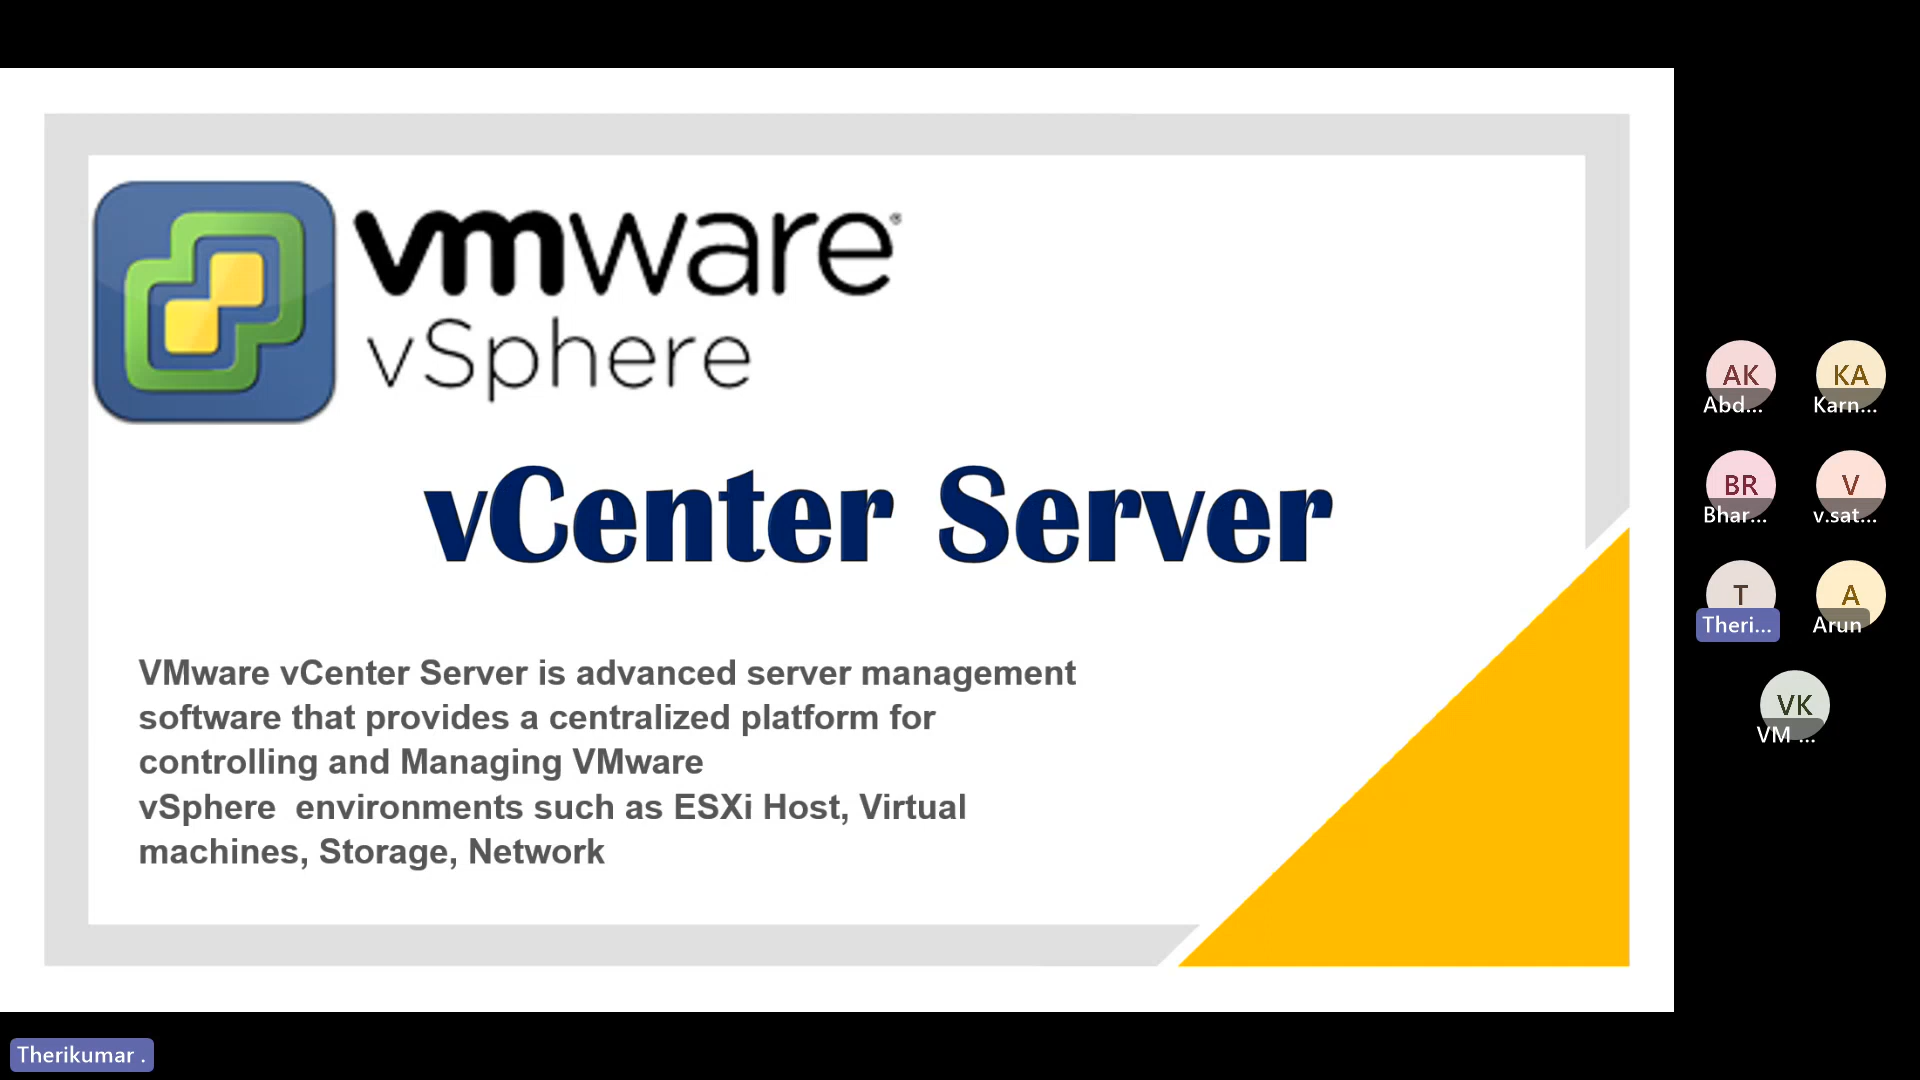 vmware®
vSphere
vCenter Server
VMware vCenter Server is advanced server management
software that provides a centralized platform for
controlling and Managing VMware
vSphere  environments such as ESXi Host, Virtual
machines, Storage, Network
AK
Abd...
KA
Karn...
BR
Bhar...
V
v.sat...
T
Theri...
A
Arun
VK
VM ...
Therikumar .